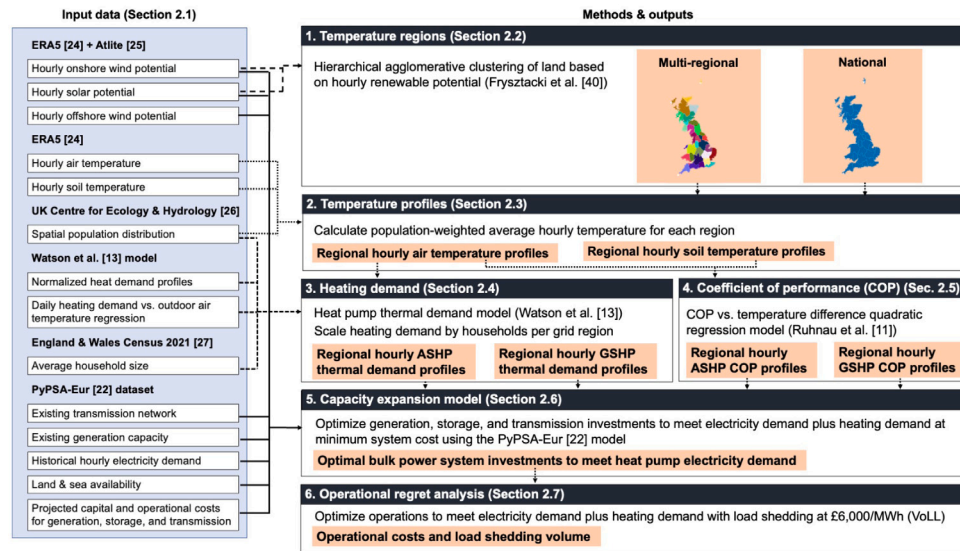 Input data (Section 2.1)
ERA5 [24] + Atlite [25]
Hourly onshore wind potential
Hourly solar potential
Hourly offshore wind potential
ERA5 [24]
Hourly air temperature
Hourly soil temperature
UK Centre for Ecology & Hydrology [26]
Spatial population distribution
Watson et al. [13] model
Normalized heat demand profiles
Daily heating demand vs. outdoor air
temperature regression
England & Wales Census 2021 [27]
Average household size
PyPSA-Eur [22] dataset
Existing transmission network
Existing generation capacity
Historical hourly electricity demand
Land & sea availability
Projected capital and operational costs
for generation, storage, and transmission
Methods & outputs
1. Temperature regions (Section 2.2)
Hierarchical agglomerative clustering of land based
on hourly renewable potential (Frysztacki et al. [40])
Multi-regional
National
2. Temperature profiles (Section 2.3)
Calculate population-weighted average hourly temperature for each region
Regional hourly air temperature profiles
Regional hourly soil temperature profiles
3. Heating demand (Section 2.4)
Heat pump thermal demand model (Watson et al. [13])
Scale heating demand by households per grid region
Regional hourly ASHP
thermal demand profiles
Regional hourly GSHP
thermal demand profiles
4. Coefficient of performance (COP) (Sec. 2.5)
COP vs. temperature difference quadratic
regression model (Ruhnau et al. [11])
Regional hourly
ASHP COP profiles
Regional hourly
GSHP COP profiles
5. Capacity expansion model (Section 2.6)
Optimize generation, storage, and transmission investments to meet electricity demand plus heating demand at
minimum system cost using the PyPSA-Eur [22] model
Optimal bulk power system investments to meet heat pump electricity demand
6. Operational regret analysis (Section 2.7)
Optimize operations to meet electricity demand plus heating demand with load shedding at £6,000/MWh (VoLL)
Operational costs and load shedding volume